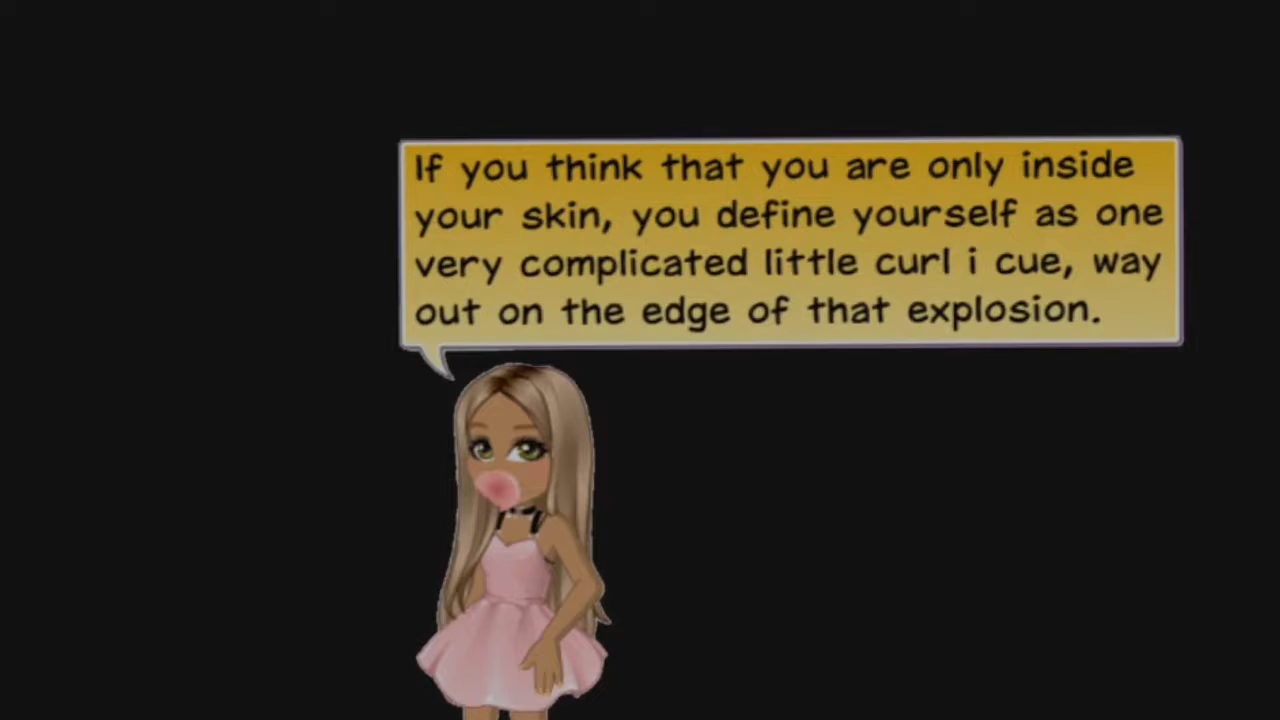 If you think that you are only inside
your skin, you define yourself as one
very complicated little curl i cue, way
out on the edge of that explosion.